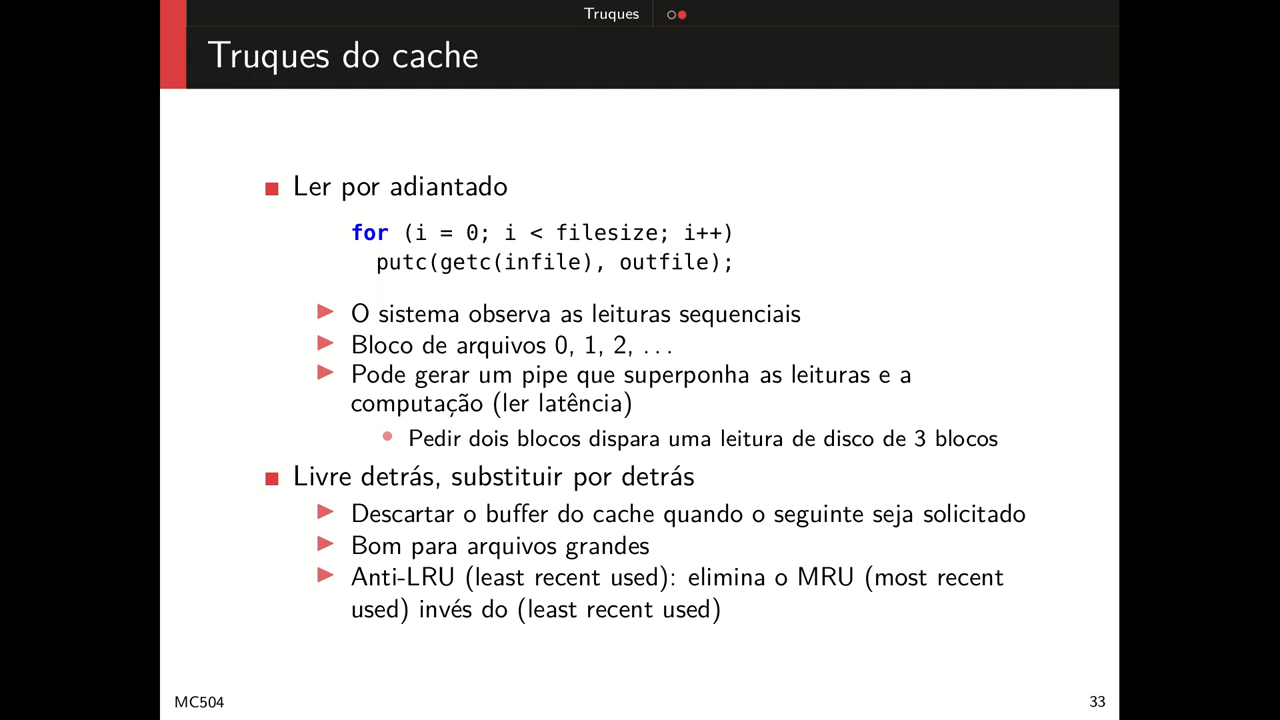 Truques
Truques do cache
Ler por adiantado
for (i = 0; i < filesize; i++)
putc(getc(infile), outfile);
O sistema observa as leituras sequenciais
Bloco de arquivos 0, 1, 2, ...
Pode gerar um pipe que superponha as leituras e a
computação (ler latência)
Pedir dois blocos dispara uma leitura de disco de 3 blocos
Livre detrás, substituir por detrás
Descartar o buffer do cache quando o seguinte seja solicitado
Bom para arquivos grandes
Anti-LRU (least recent used): elimina o MRU (most recent
used) invés do (least recent used)
MC504
33